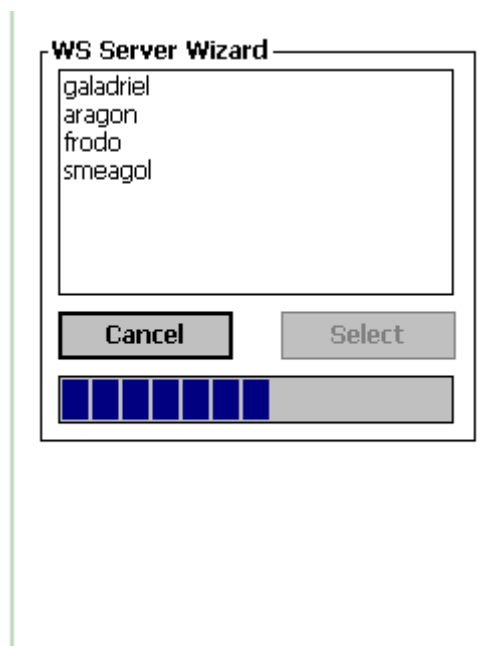 WS Server Wizard
galadriel
aragon
frodo
smeagol
Cancel Select